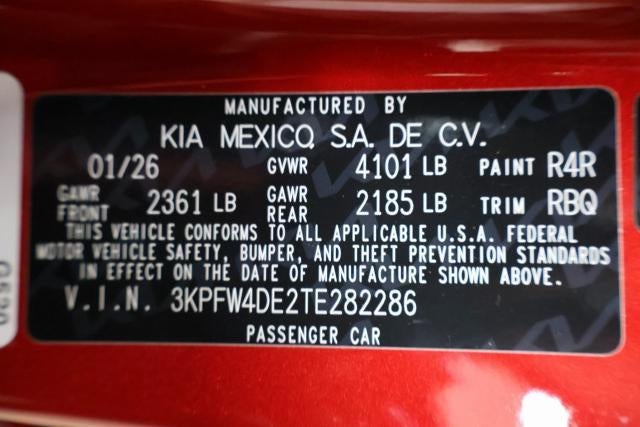 MANUFACTURED BY
KIA MEXICO, S.A. DE C.V.
01/26 GVWR 4101 LB PAINT R4R
GAWR FRONT 2361 LB GAWR REAR 2185 LB TRIM RBQ
THIS VEHICLE CONFORMS TO ALL APPLICABLE U.S.A. FEDERAL
MOTOR VEHICLE SAFETY, BUMPER, AND THEFT PREVENTION STANDARDS
IN EFFECT ON THE DATE OF MANUFACTURE SHOWN ABOVE.
V.I.N. 3KPFW4DE2TE282286
PASSENGER CAR